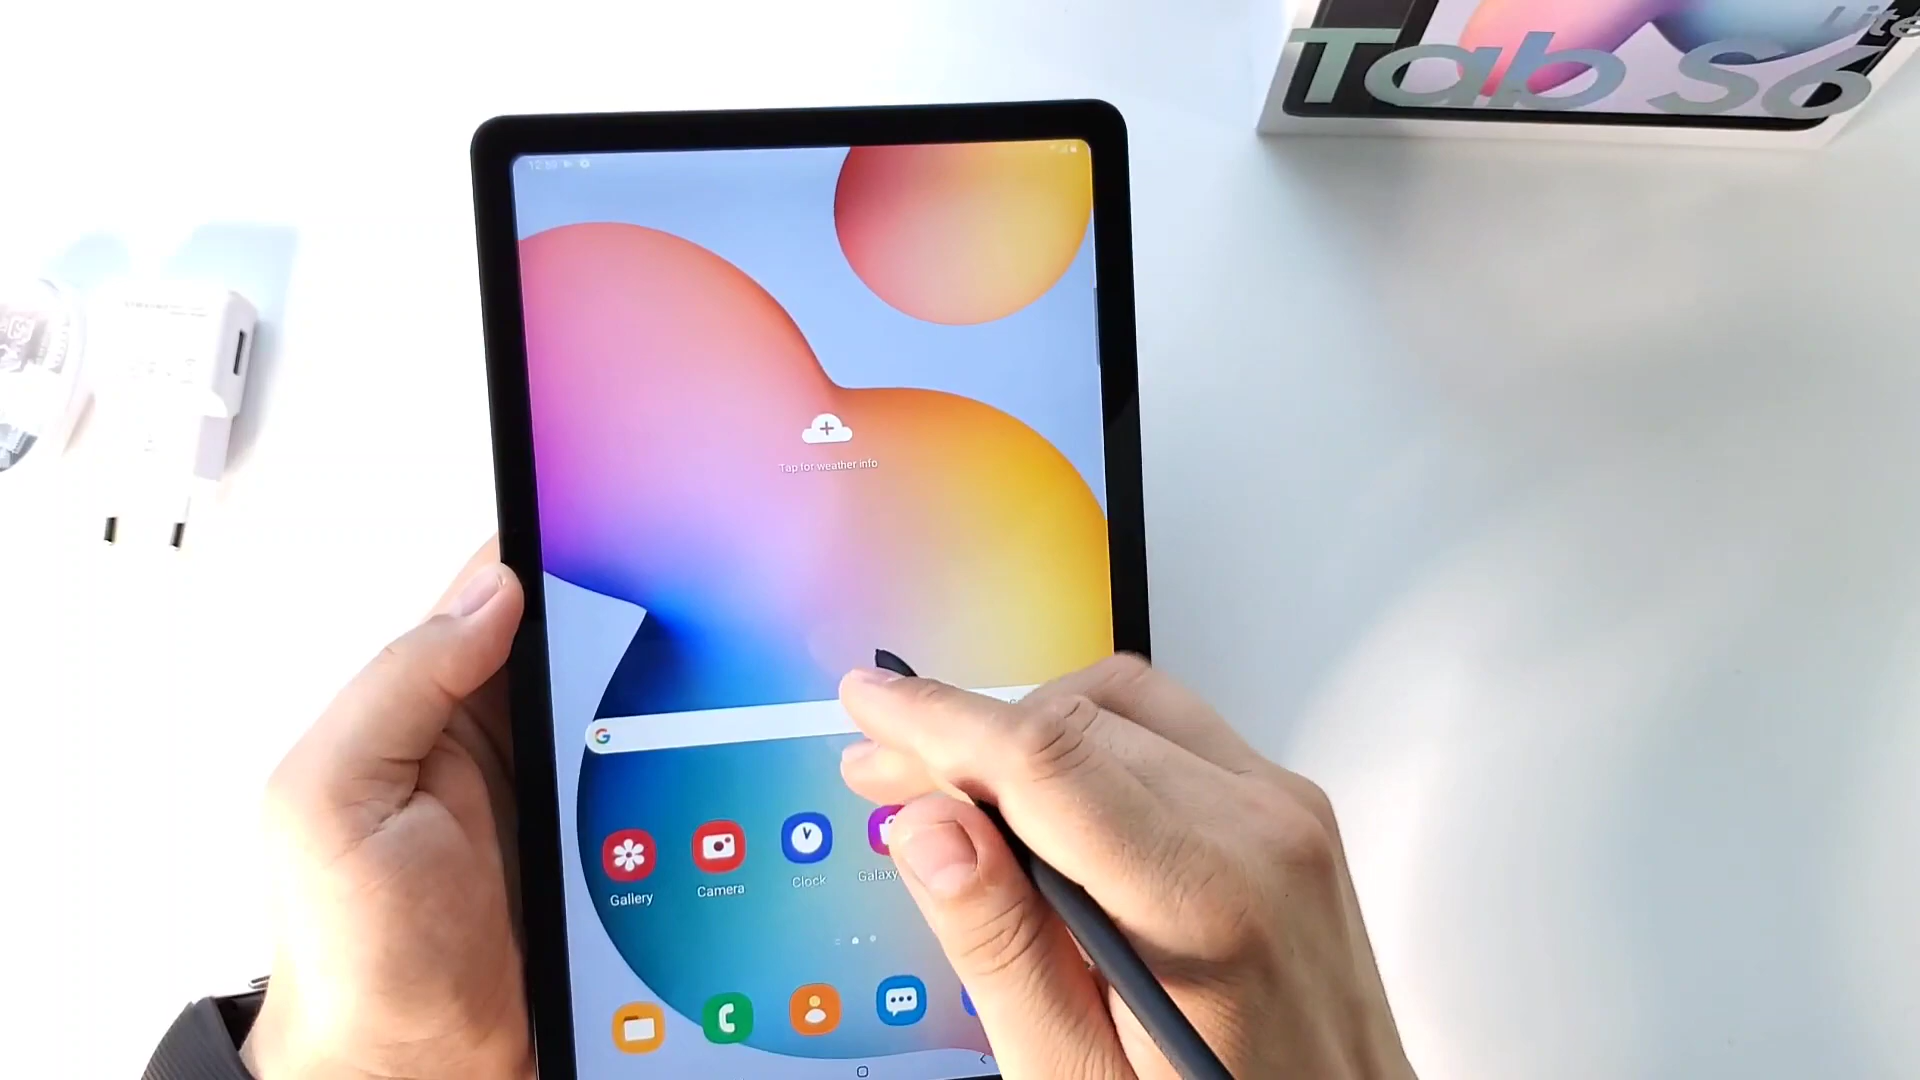 Lite
Tab S6
Tap for weather info
G
Gallery
Camera
Clock
Galaxy